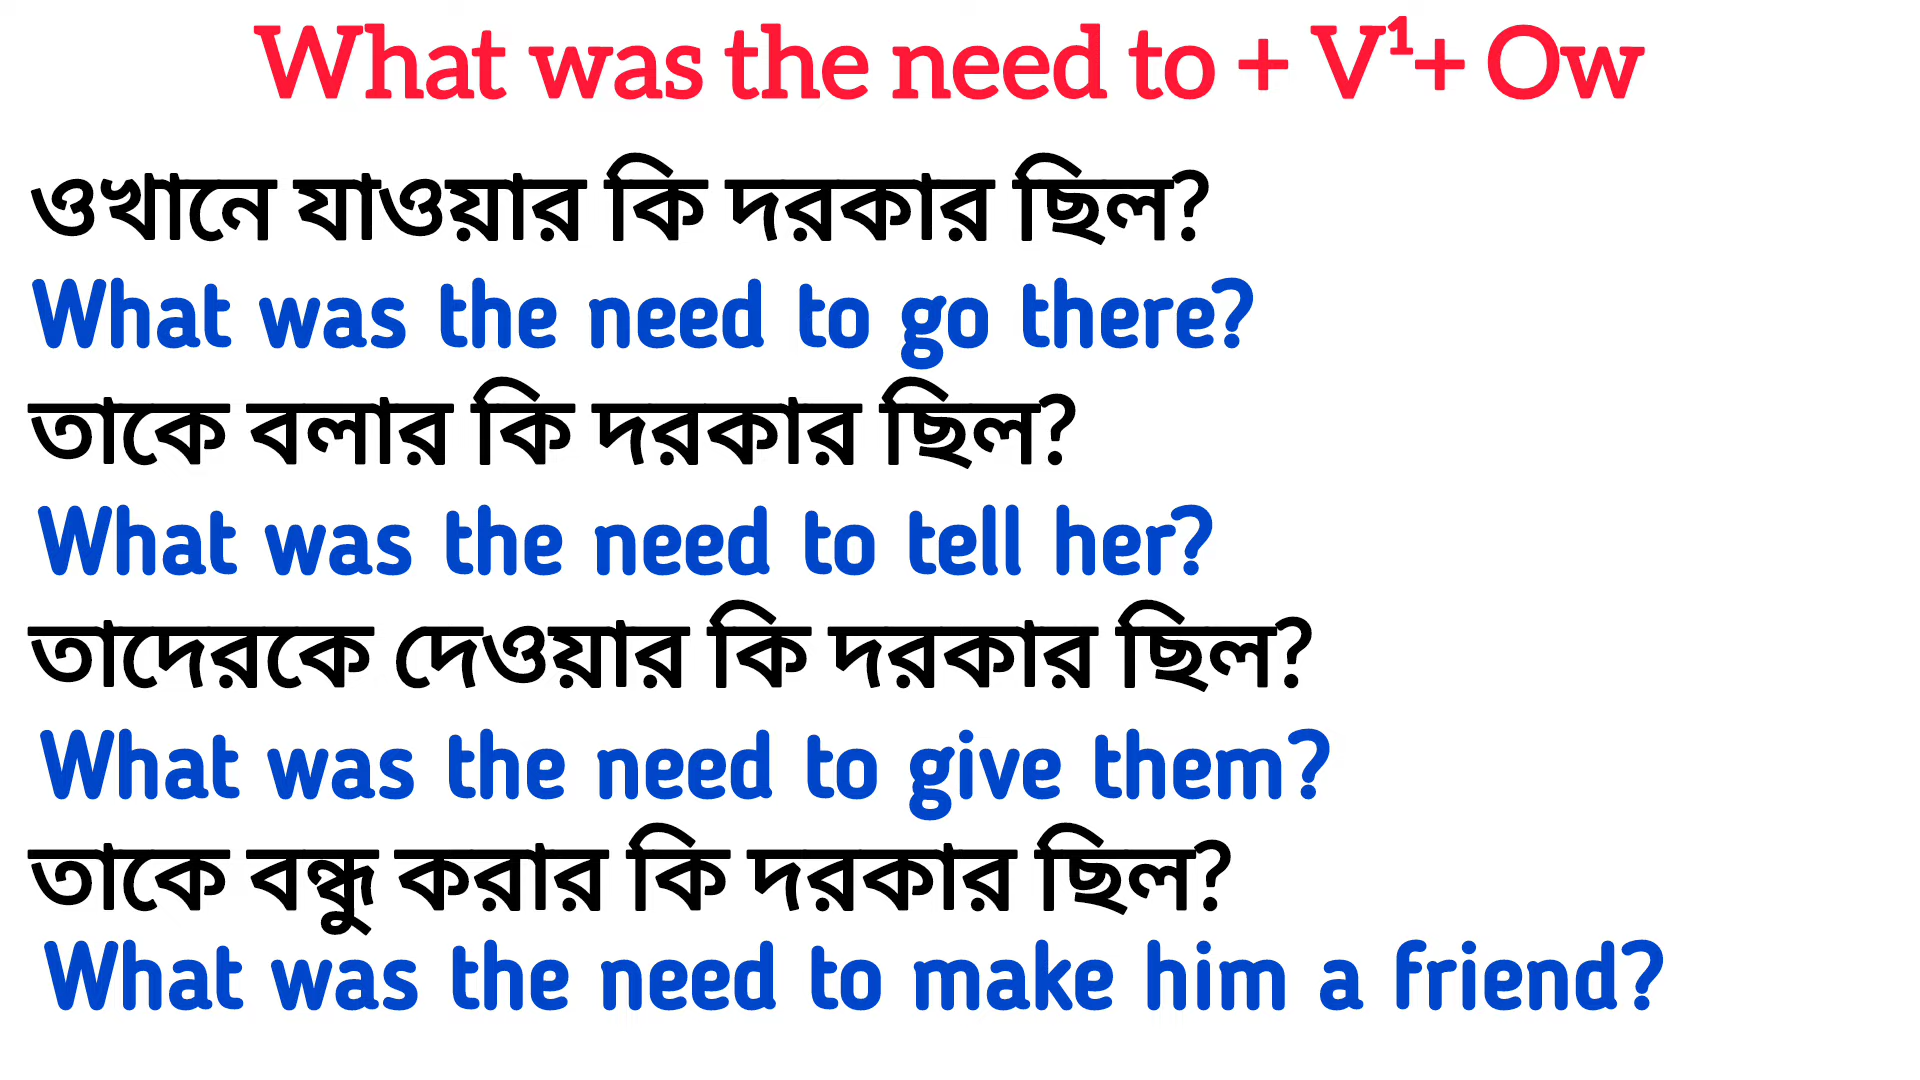 What was the need to + V¹+ Ow
ওখানে যাওয়ার কি দরকার ছিল?
What was the need to go there?
তাকে বলার কি দরকার ছিল?
What was the need to tell her?
তাদেরকে দেওয়ার কি দরকার ছিল?
What was the need to give them?
তাকে বন্ধু করার কি দরকার ছিল?
What was the need to make him a friend?